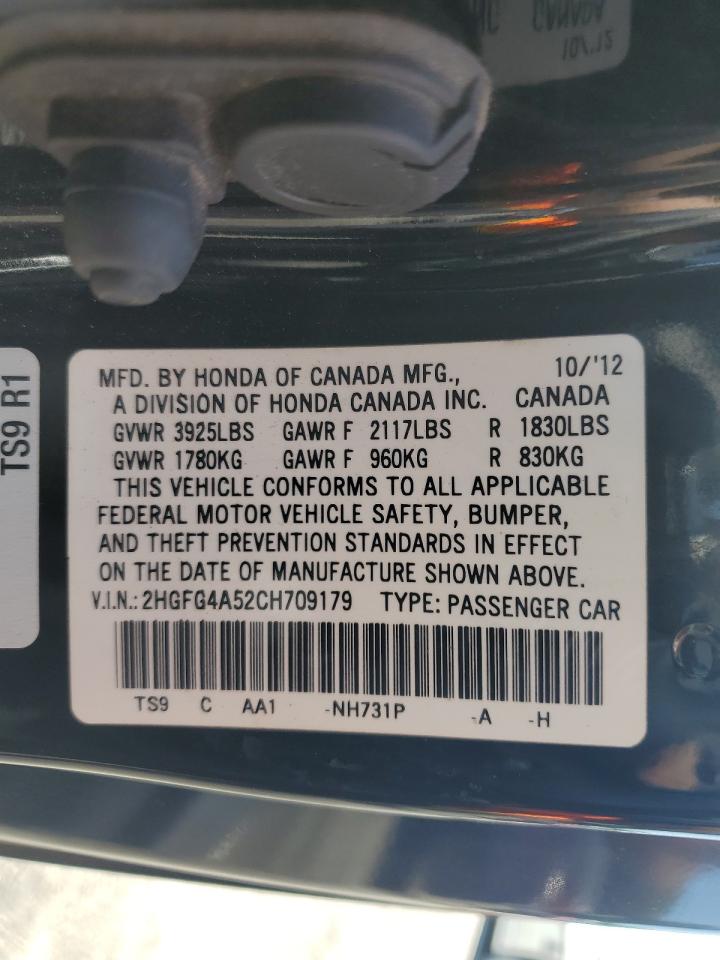 CANADA
10/'12
TS9 R1
MFD. BY HONDA OF CANADA MFG., 10/'12
A DIVISION OF HONDA CANADA INC. CANADA
GVWR 3925LBS GAWR F 2117LBS R 1830LBS
GVWR 1780KG GAWR F 960KG R 830KG
THIS VEHICLE CONFORMS TO ALL APPLICABLE
FEDERAL MOTOR VEHICLE SAFETY, BUMPER,
AND THEFT PREVENTION STANDARDS IN EFFECT
ON THE DATE OF MANUFACTURE SHOWN ABOVE.
V.I.N.: 2HGFG4A52CH709179 TYPE: PASSENGER CAR
TS9 C AA1 -NH731P -A -H